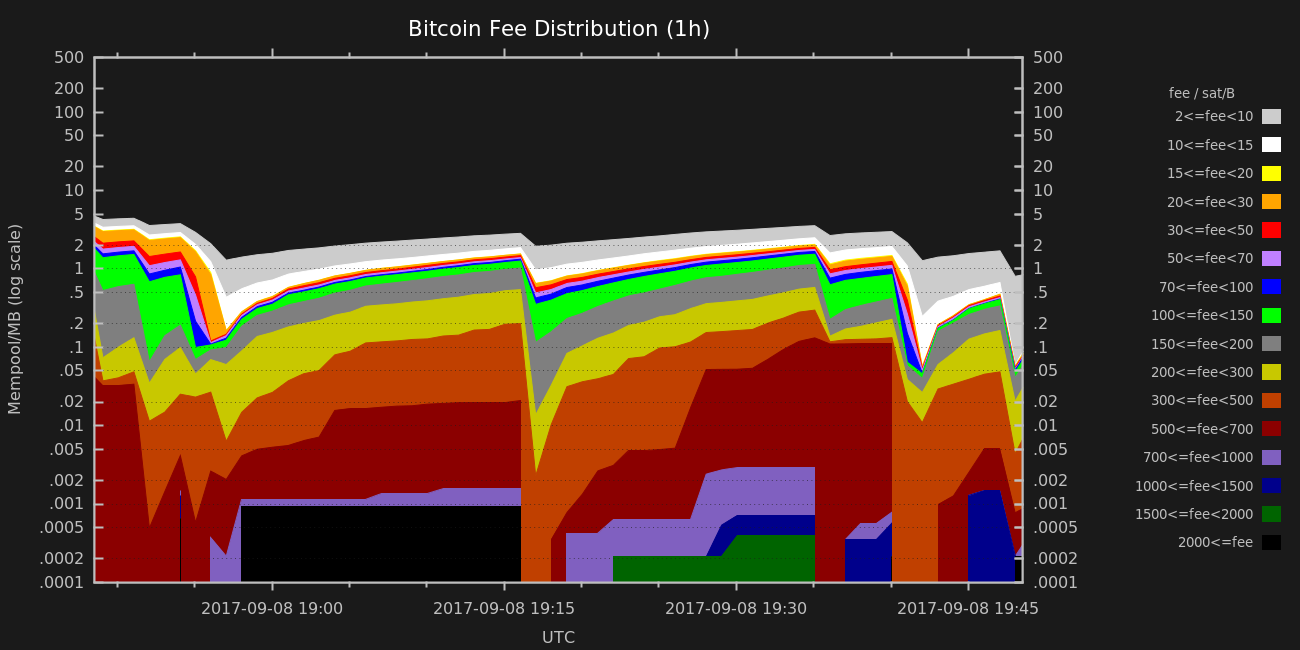 Bitcoin Fee Distribution (1h)
500 500
200 200
100 100
50 50
20 20
10 10
5 5
2 2
1 1
.5 .5
.2 .2
.1 .1
.05 .05
.02 .02
.01 .01
.005 .005
.002 .002
.001 .001
.0005 .0005
.0002 .0002
.0001 .0001
Mempool/MB (log scale)
2017-09-08 19:00 2017-09-08 19:15 2017-09-08 19:30 2017-09-08 19:45
UTC
fee / sat/B
2<=fee<10
10<=fee<15
15<=fee<20
20<=fee<30
30<=fee<50
50<=fee<70
70<=fee<100
100<=fee<150
150<=fee<200
200<=fee<300
300<=fee<500
500<=fee<700
700<=fee<1000
1000<=fee<1500
1500<=fee<2000
2000<=fee